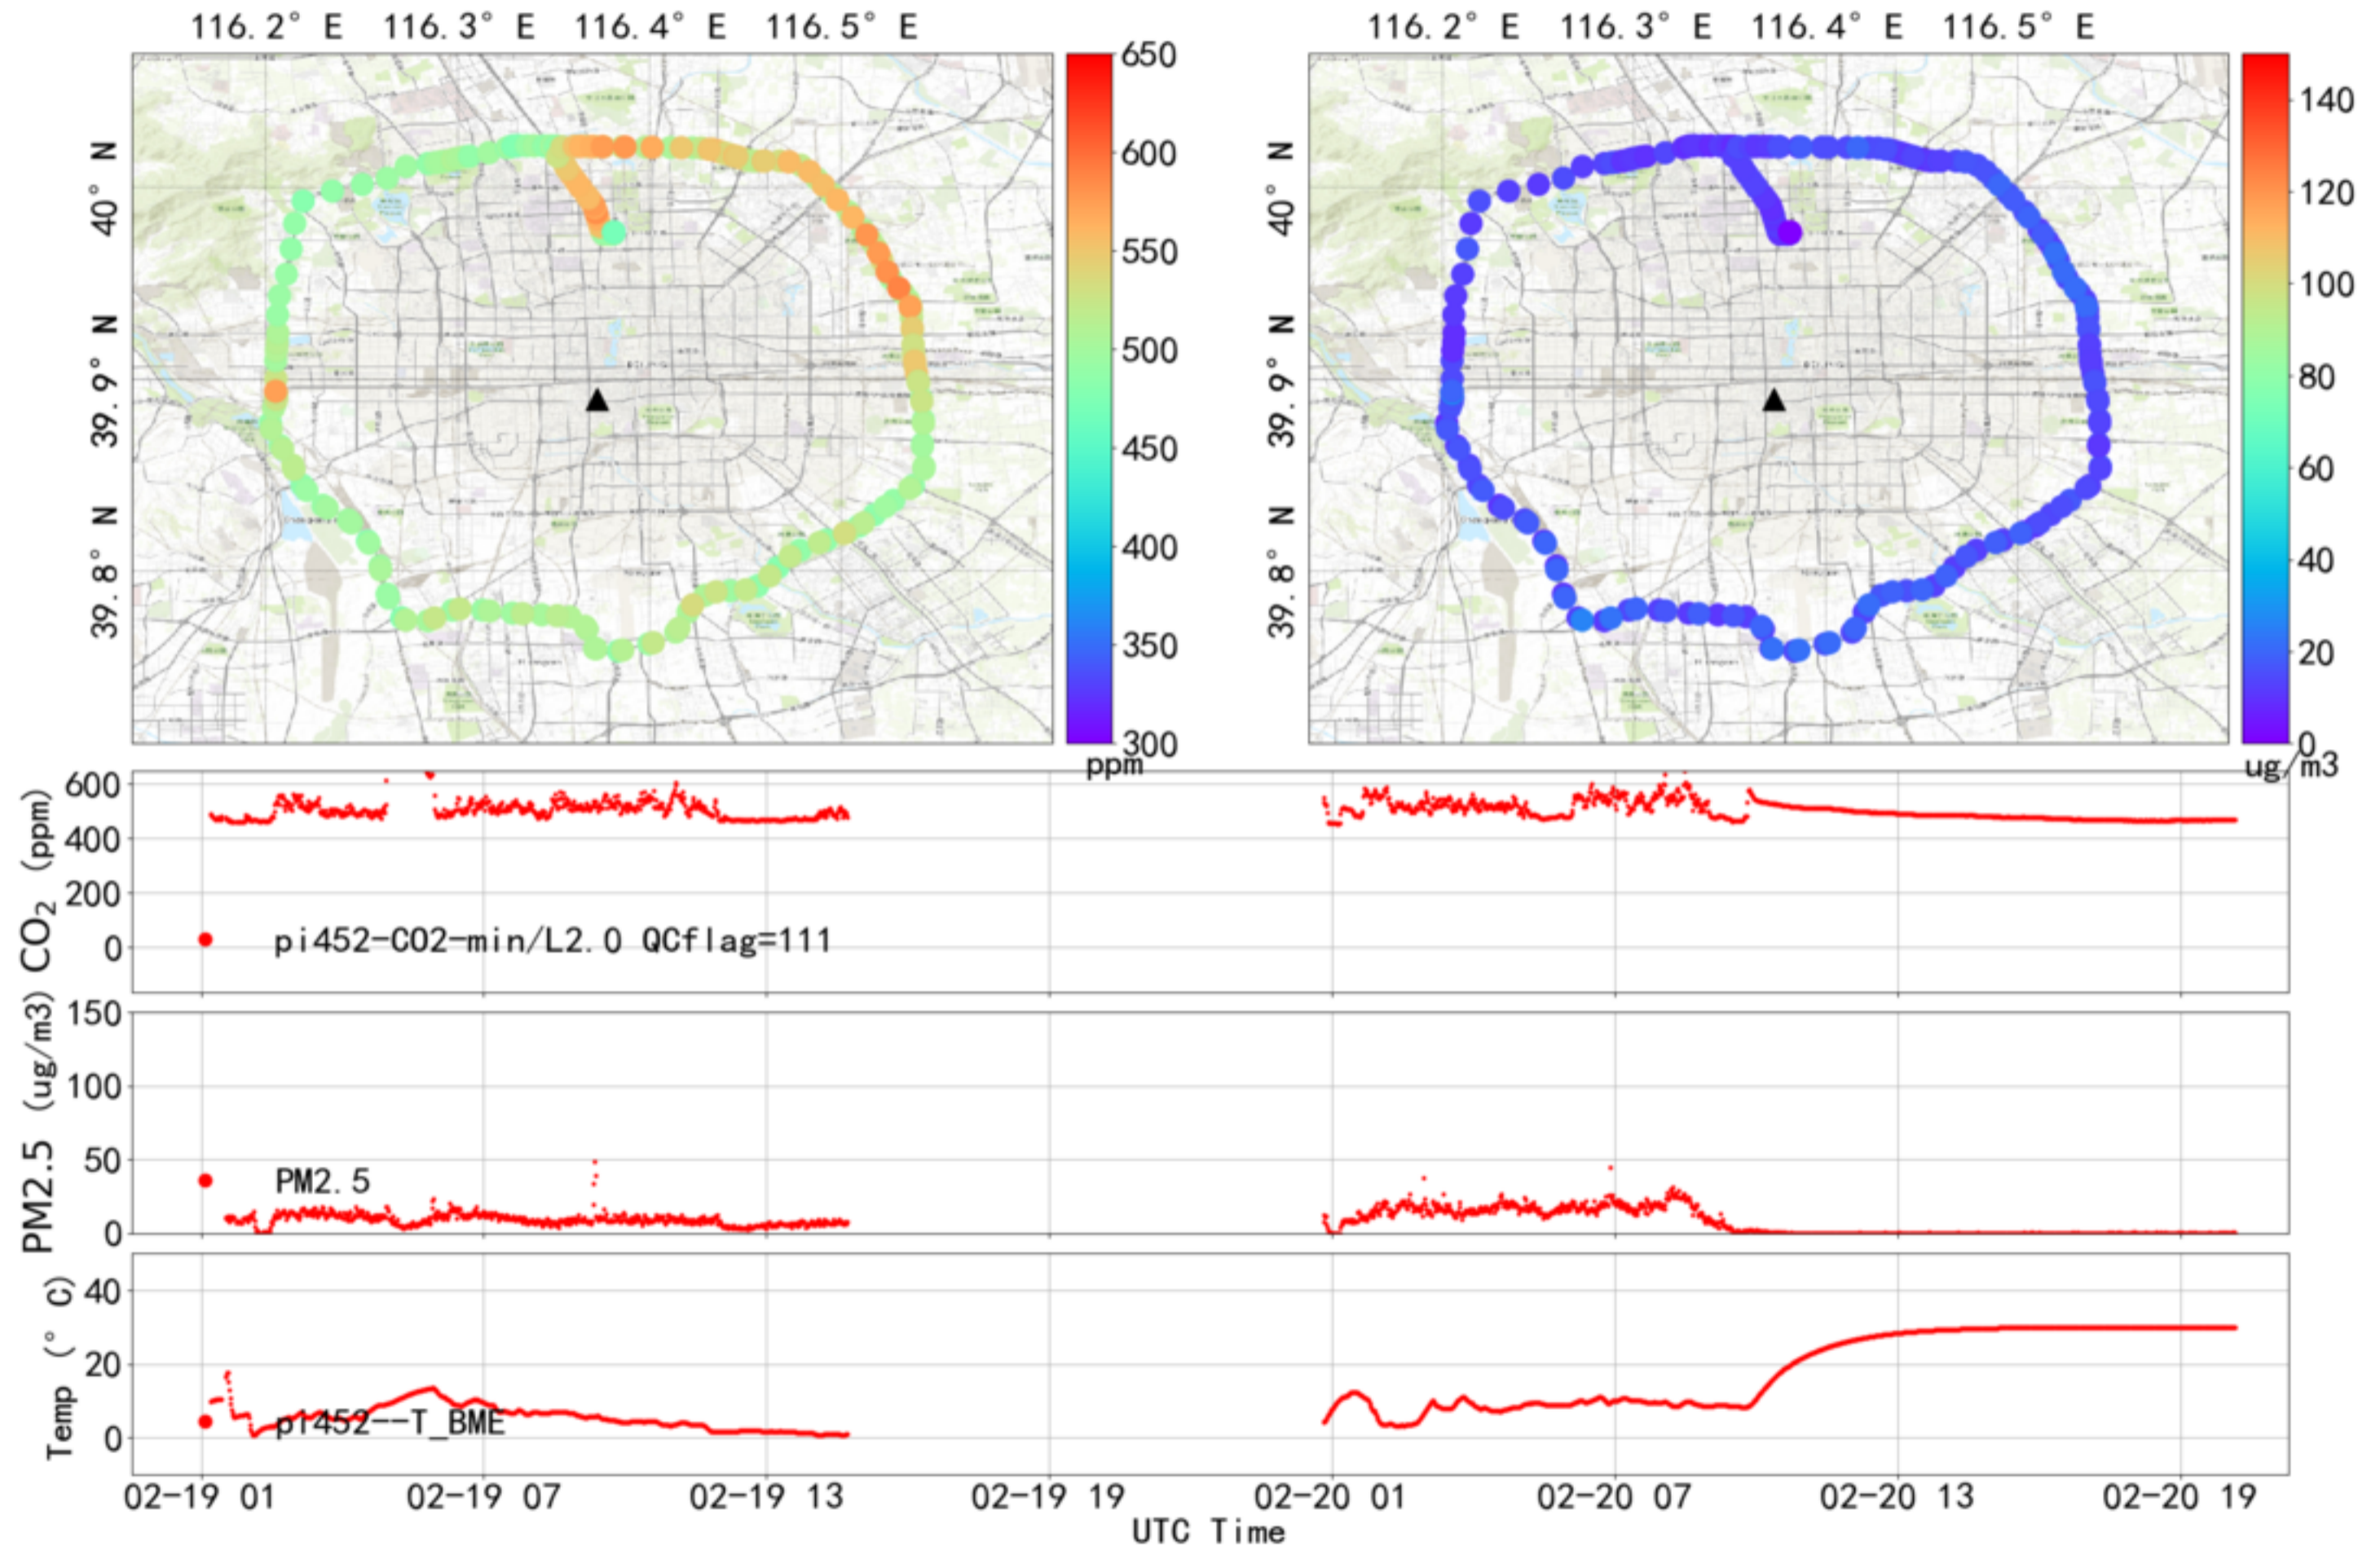 116.2° E 116.3° E 116.4° E 116.5° E
116.2° E 116.3° E 116.4° E 116.5° E
40° N
39.9° N
39.8° N
650
600
550
500
450
400
350
300
ppm
40° N
39.9° N
39.8° N
140
120
100
80
60
40
20
0
ug/m3
CO2 (ppm)
600
400
200
0
pi452-CO2-min/L2.0 QCflag=111
PM2.5 (ug/m3)
150
100
50
0
PM2.5
Temp (° C)
40
20
0
pi452--T_BME
02-19 01 02-19 07 02-19 13 02-19 19 02-20 01 02-20 07 02-20 13 02-20 19
UTC Time